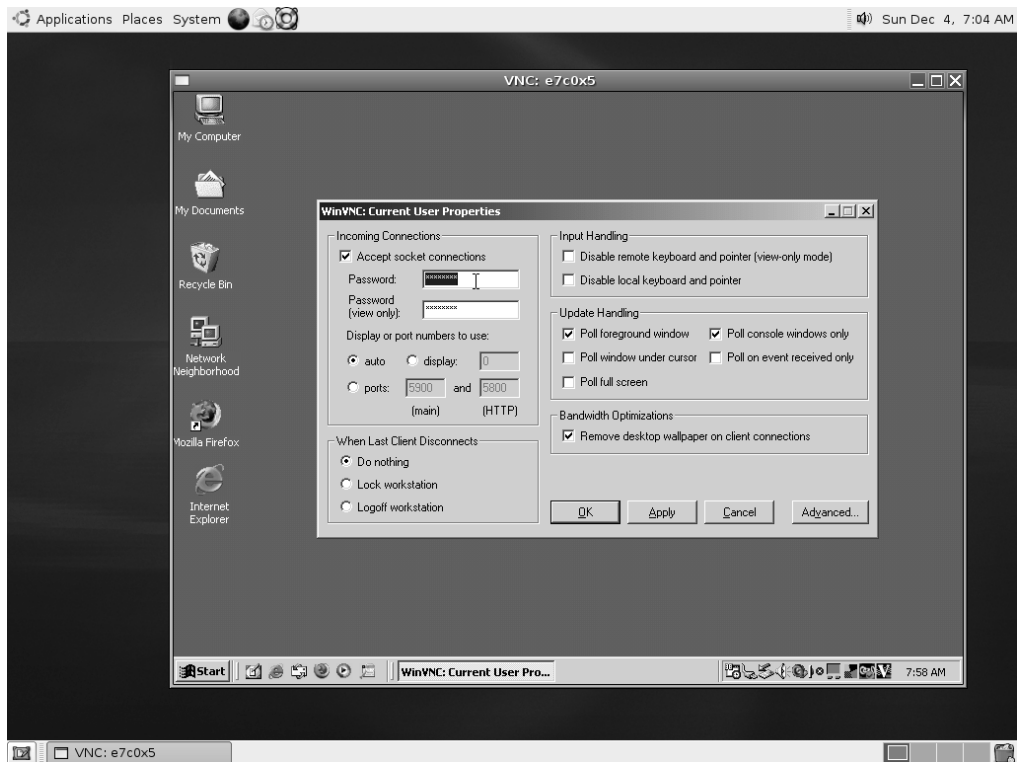 Applications Places System
Sun Dec 4, 7:04 AM
VNC: e7c0x5
My Computer
My Documents
Recycle Bin
Network
Neighborhood
Mozilla Firefox
Internet
Explorer
WinVNC: Current User Properties
Incoming Connections
Accept socket connections
Password: ********
Password
(view only): ********
Display or port numbers to use:
auto display: 0
ports: 5900 and 5800
(main) (HTTP)
When Last Client Disconnects
Do nothing
Lock workstation
Logoff workstation
Input Handling
Disable remote keyboard and pointer (view-only mode)
Disable local keyboard and pointer
Update Handling
Poll foreground window Poll console windows only
Poll window under cursor Poll on event received only
Poll full screen
Bandwidth Optimizations
Remove desktop wallpaper on client connections
OK Apply Cancel Advanced...
Start WinVNC: Current User Pro... 7:58 AM
VNC: e7c0x5